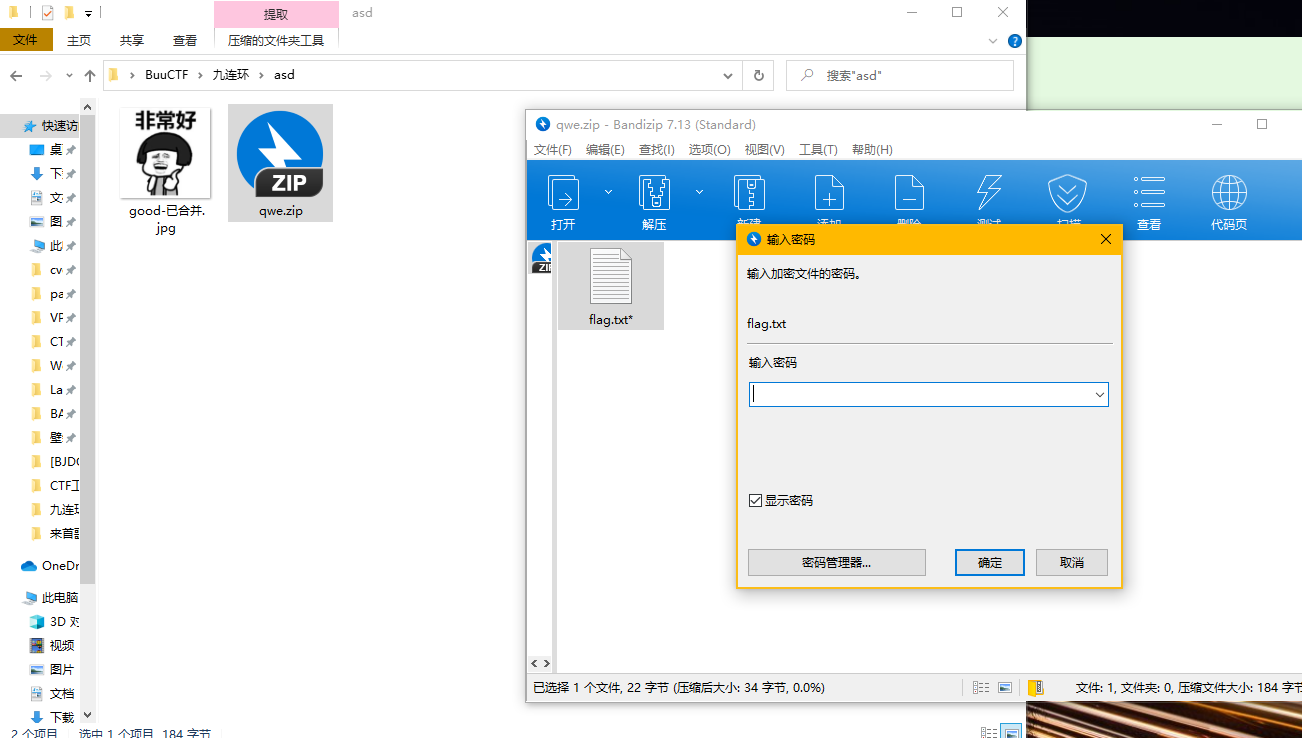 提取
asd
文件
主页
共享
查看
压缩的文件夹工具
BuuCTF
九连环
asd
搜索"asd"
快速访
桌
下
文
图
此
cv
pa
VF
CT
W
La
BA
壁
[BJD
CTF工
九连环
来首
OneDr
此电脑
3D 对
视频
图片
文档
下载
非常好
good-已合并.
jpg
ZIP
qwe.zip
2 个项目
选中 1 个项目
184 字节
qwe.zip - Bandizip 7.13 (Standard)
文件(F)
编辑(E)
查找(I)
选项(O)
视图(V)
工具(T)
帮助(H)
打开
解压
新建
添加
删除
测试
扫描
查看
代码页
ZI
flag.txt*
输入密码
输入加密文件的密码。
flag.txt
输入密码
显示密码
密码管理器...
确定
取消
已选择 1 个文件, 22 字节 (压缩后大小: 34 字节, 0.0%)
文件: 1, 文件夹: 0, 压缩文件大小: 184 字节